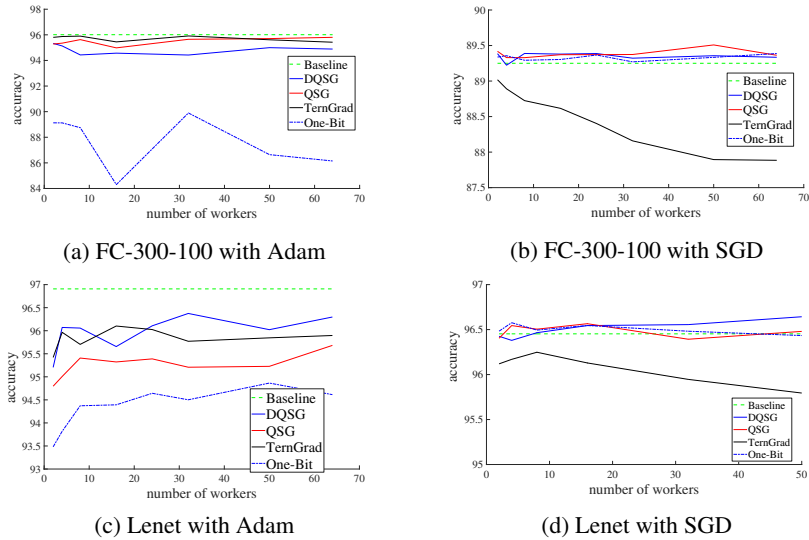 98
96
94
92
90
88
86
84
accuracy
0 10 20 30 40 50 60 70
number of workers
Baseline
DQSG
QSG
TernGrad
One-Bit
(a) FC-300-100 with Adam
90
89.5
89
88.5
88
87.5
accuracy
0 10 20 30 40 50 60 70
number of workers
Baseline
DQSG
QSG
TernGrad
One-Bit
(b) FC-300-100 with SGD
97
96.5
96
95.5
95
94.5
94
93.5
93
accuracy
0 10 20 30 40 50 60 70
number of workers
Baseline
DQSG
QSG
TernGrad
One-Bit
(c) Lenet with Adam
97
96.5
96
95.5
95
accuracy
0 10 20 30 40 50
number of workers
Baseline
DQSG
QSG
TernGrad
One-Bit
(d) Lenet with SGD